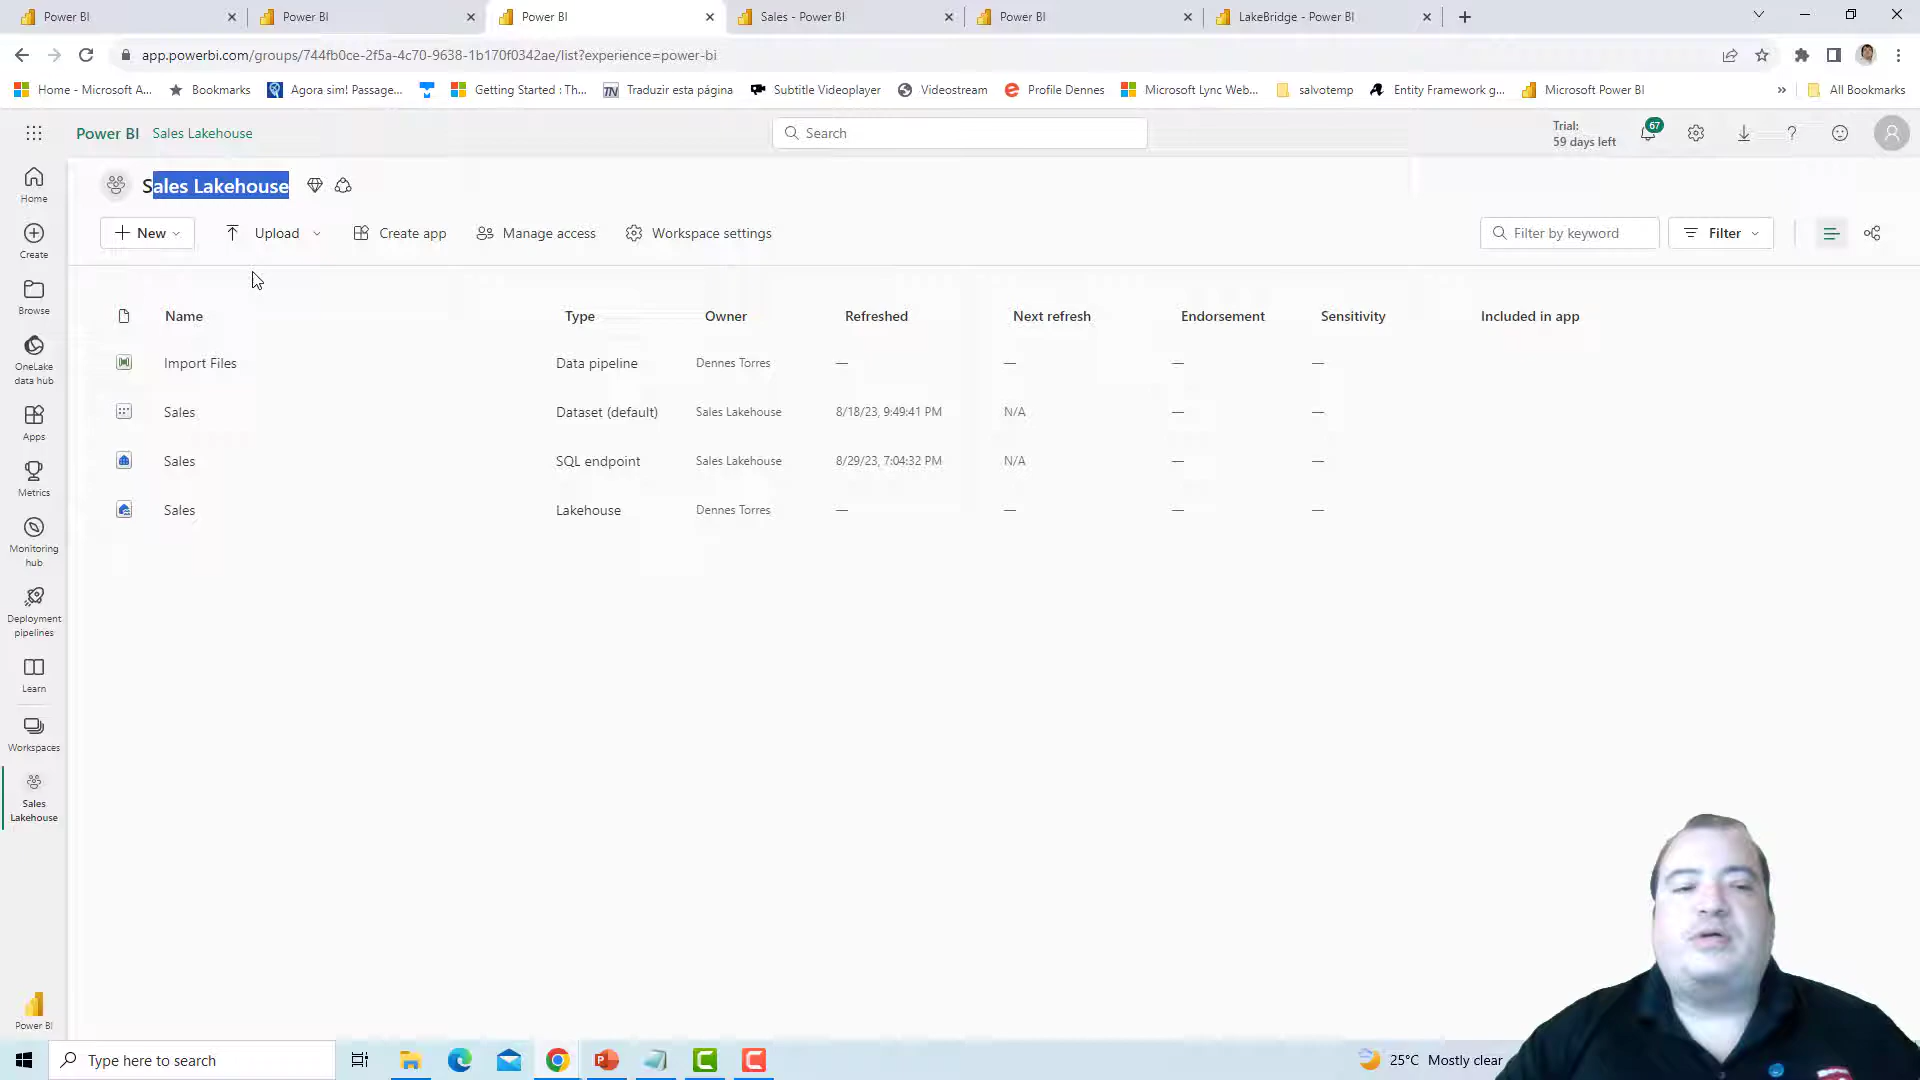 Power BI
Power BI
Power BI
Sales - Power BI
Power BI
LakeBridge - Power BI
app.powerbi.com/groups/744fb0ce-2f5a-4c70-9638-1b170f0342ae/list?experience=power-bi
Home - Microsoft A...
Bookmarks
Agora sim! Passage...
Getting Started : Th...
TN
Traduzir esta página
Subtitle Videoplayer
Videostream
Profile Dennes
Microsoft Lync Web...
salvotemp
Entity Framework g...
Microsoft Power BI
»
All Bookmarks
Power BI
Sales Lakehouse
Search
Trial:
59 days left
67
Sales Lakehouse
New
Upload
Create app
Manage access
Workspace settings
Filter by keyword
Filter
Name
Type
Owner
Refreshed
Next refresh
Endorsement
Sensitivity
Included in app
Import Files
Data pipeline
Dennes Torres
—
—
—
—
Sales
Dataset (default)
Sales Lakehouse
8/18/23, 9:49:41 PM
N/A
—
—
Sales
SQL endpoint
Sales Lakehouse
8/29/23, 7:04:32 PM
N/A
—
—
Sales
Lakehouse
Dennes Torres
—
—
—
—
Home
Create
Browse
OneLake
data hub
Apps
Metrics
Monitoring
hub
Deployment
pipelines
Learn
Workspaces
Sales
Lakehouse
Power BI
Type here to search
25°C
Mostly clear